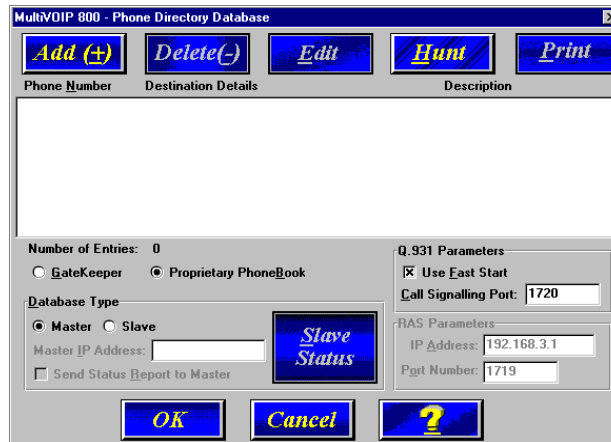 MultiVOIP 800 - Phone Directory Database
Add (+) Delete(-) Edit Hunt Print
Phone Number Destination Details Description
Number of Entries: 0
GateKeeper Proprietary PhoneBook
Database Type
Master Slave
Master IP Address:
Send Status Report to Master
Slave
Status
Q.931 Parameters
Use Fast Start
Call Signalling Port: 1720
RAS Parameters
IP Address: 192.168.3.1
Port Number: 1719
OK Cancel ?